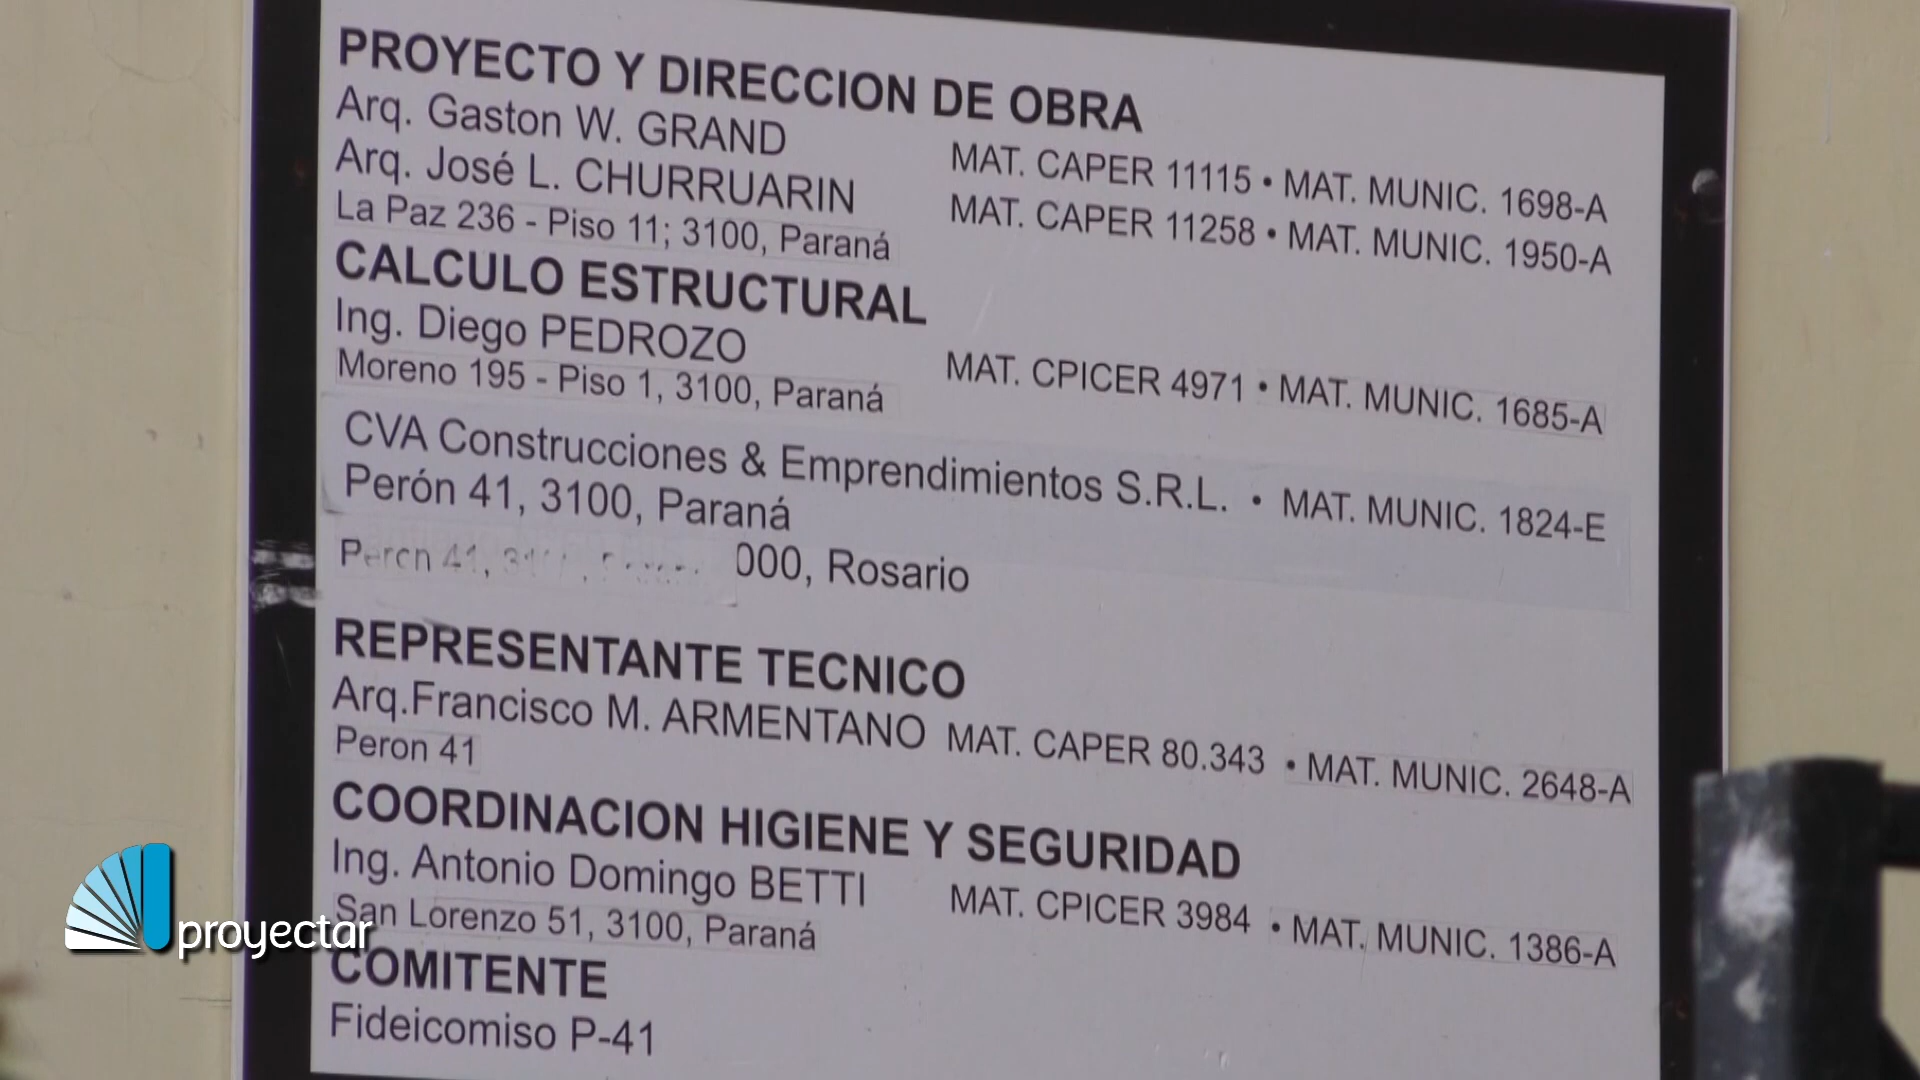 PROYECTO Y DIRECCION DE OBRA
Arq. Gaston W. GRAND MAT. CAPER 11115 • MAT. MUNIC. 1698-A
Arq. José L. CHURRUARIN MAT. CAPER 11258 • MAT. MUNIC. 1950-A
La Paz 236 - Piso 11; 3100, Paraná
CALCULO ESTRUCTURAL
Ing. Diego PEDROZO MAT. CPICER 4971 • MAT. MUNIC. 1685-A
Moreno 195 - Piso 1, 3100, Paraná
CVA Construcciones & Emprendimientos S.R.L. • MAT. MUNIC. 1824-E
Perón 41, 3100, Paraná
41, 000, Rosario
REPRESENTANTE TECNICO
Arq.Francisco M. ARMENTANO MAT. CAPER 80.343 • MAT. MUNIC. 2648-A
Peron 41
COORDINACION HIGIENE Y SEGURIDAD
Ing. Antonio Domingo BETTI MAT. CPICER 3984 • MAT. MUNIC. 1386-A
San Lorenzo 51, 3100, Paraná
COMITENTE
Fideicomiso P-41
proyectar